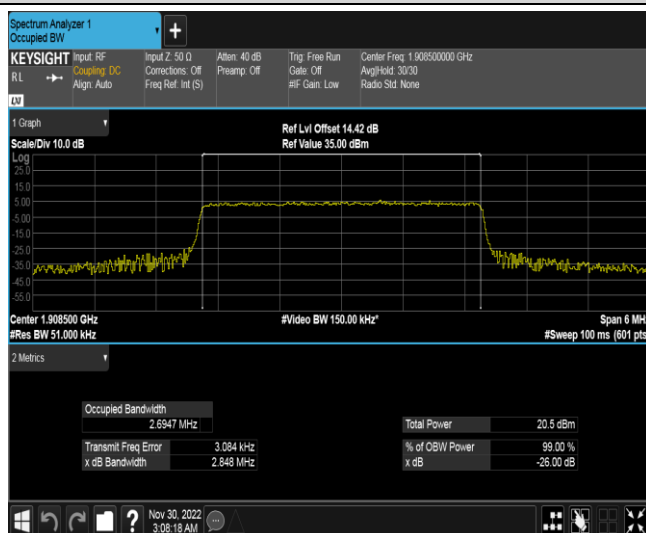 Spectrum Analyzer 1
Occupied BW
+
KEYSIGHT
R L
LXI
Input: RF
Coupling: DC
Align: Auto
Input Z: 50 Ω
Corrections: Off
Freq Ref: Int (S)
Atten: 40 dB
Preamp: Off
Trig: Free Run
Gate: Off
#IF Gain: Low
Center Freq: 1.908500000 GHz
Avg|Hold: 30/30
Radio Std: None
1 Graph
Scale/Div 10.0 dB
Ref Lvl Offset 14.42 dB
Ref Value 35.00 dBm
Log
25.0
15.0
5.00
-5.00
-15.0
-25.0
-35.0
-45.0
-55.0
Center 1.908500 GHz
#Res BW 51.000 kHz
#Video BW 150.00 kHz*
Span 6 MH
#Sweep 100 ms (601 pts
2 Metrics
Occupied Bandwidth
2.6947 MHz
Transmit Freq Error 3.084 kHz
x dB Bandwidth 2.848 MHz
Total Power 20.5 dBm
% of OBW Power 99.00 %
x dB -26.00 dB
?
Nov 30, 2022
3:08:18 AM